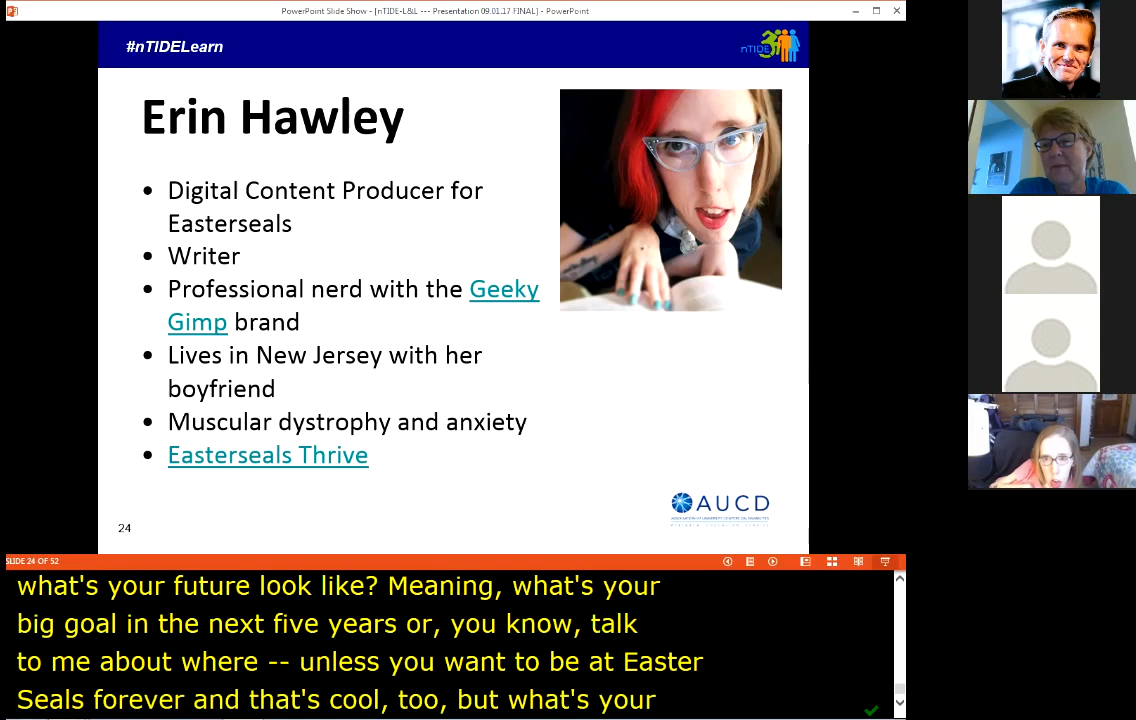 PowerPoint Slide Show - [nTIDE-L&L --- Presentation 09.01.17 FINAL] - PowerPoint
#nTIDELearn
nTIDE
Erin Hawley
• Digital Content Producer for
Easterseals
• Writer
• Professional nerd with the Geeky
Gimp brand
• Lives in New Jersey with her
boyfriend
• Muscular dystrophy and anxiety
• Easterseals Thrive
AUCD
24
SLIDE 24 OF 52
what's your future look like? Meaning, what's your
big goal in the next five years or, you know, talk
to me about where -- unless you want to be at Easter
Seals forever and that's cool, too, but what's your